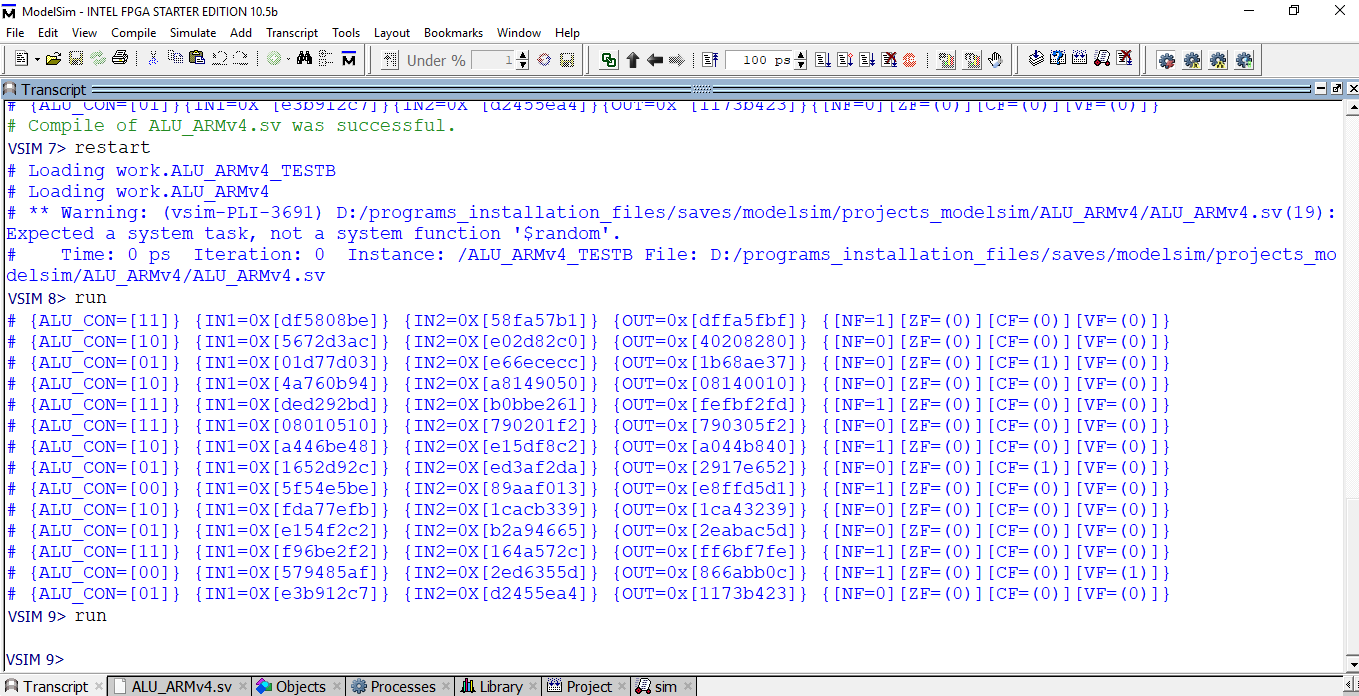 ModelSim - INTEL FPGA STARTER EDITION 10.5b
File Edit View Compile Simulate Add Transcript Tools Layout Bookmarks Window Help
Under % 1 100 ps
Transcript
# {ALU_CON=[01]}{IN1=0X [e3b912c7]}{IN2=0X [d2455ea4]}{OUT=0x [1173b423]}{[NF=0][ZF=(0)][CF=(0)][VF=(0)]}
# Compile of ALU_ARMv4.sv was successful.
VSIM 7> restart
# Loading work.ALU_ARMv4_TESTB
# Loading work.ALU_ARMv4
# ** Warning: (vsim-PLI-3691) D:/programs_installation_files/saves/modelsim/projects_modelsim/ALU_ARMv4/ALU_ARMv4.sv(19):
Expected a system task, not a system function '$random'.
#    Time: 0 ps  Iteration: 0  Instance: /ALU_ARMv4_TESTB File: D:/programs_installation_files/saves/modelsim/projects_mo
delsim/ALU_ARMv4/ALU_ARMv4.sv
VSIM 8> run
# {ALU_CON=[11]} {IN1=0X[df5808be]} {IN2=0X[58fa57b1]} {OUT=0x[dffa5fbf]} {[NF=1][ZF=(0)][CF=(0)][VF=(0)]}
# {ALU_CON=[10]} {IN1=0X[5672d3ac]} {IN2=0X[e02d82c0]} {OUT=0x[40208280]} {[NF=0][ZF=(0)][CF=(0)][VF=(0)]}
# {ALU_CON=[01]} {IN1=0X[01d77d03]} {IN2=0X[e66ececc]} {OUT=0x[1b68ae37]} {[NF=0][ZF=(0)][CF=(1)][VF=(0)]}
# {ALU_CON=[10]} {IN1=0X[4a760b94]} {IN2=0X[a8149050]} {OUT=0x[08140010]} {[NF=0][ZF=(0)][CF=(0)][VF=(0)]}
# {ALU_CON=[11]} {IN1=0X[ded292bd]} {IN2=0X[b0bbe261]} {OUT=0x[fefbf2fd]} {[NF=1][ZF=(0)][CF=(0)][VF=(0)]}
# {ALU_CON=[11]} {IN1=0X[08010510]} {IN2=0X[790201f2]} {OUT=0x[790305f2]} {[NF=0][ZF=(0)][CF=(0)][VF=(0)]}
# {ALU_CON=[10]} {IN1=0X[a446be48]} {IN2=0X[e15df8c2]} {OUT=0x[a044b840]} {[NF=1][ZF=(0)][CF=(0)][VF=(0)]}
# {ALU_CON=[01]} {IN1=0X[1652d92c]} {IN2=0X[ed3af2da]} {OUT=0x[2917e652]} {[NF=0][ZF=(0)][CF=(1)][VF=(0)]}
# {ALU_CON=[00]} {IN1=0X[5f54e5be]} {IN2=0X[89aaf013]} {OUT=0x[e8ffd5d1]} {[NF=1][ZF=(0)][CF=(0)][VF=(0)]}
# {ALU_CON=[10]} {IN1=0X[fda77efb]} {IN2=0X[1cacb339]} {OUT=0x[1ca43239]} {[NF=0][ZF=(0)][CF=(0)][VF=(0)]}
# {ALU_CON=[01]} {IN1=0X[e154f2c2]} {IN2=0X[b2a94665]} {OUT=0x[2eabac5d]} {[NF=0][ZF=(0)][CF=(0)][VF=(0)]}
# {ALU_CON=[11]} {IN1=0X[f96be2f2]} {IN2=0X[164a572c]} {OUT=0x[ff6bf7fe]} {[NF=1][ZF=(0)][CF=(0)][VF=(0)]}
# {ALU_CON=[00]} {IN1=0X[579485af]} {IN2=0X[2ed6355d]} {OUT=0x[866abb0c]} {[NF=1][ZF=(0)][CF=(0)][VF=(1)]}
# {ALU_CON=[01]} {IN1=0X[e3b912c7]} {IN2=0X[d2455ea4]} {OUT=0x[1173b423]} {[NF=0][ZF=(0)][CF=(0)][VF=(0)]}
VSIM 9> run
VSIM 9>
Transcript ALU_ARMv4.sv Objects Processes Library Project sim